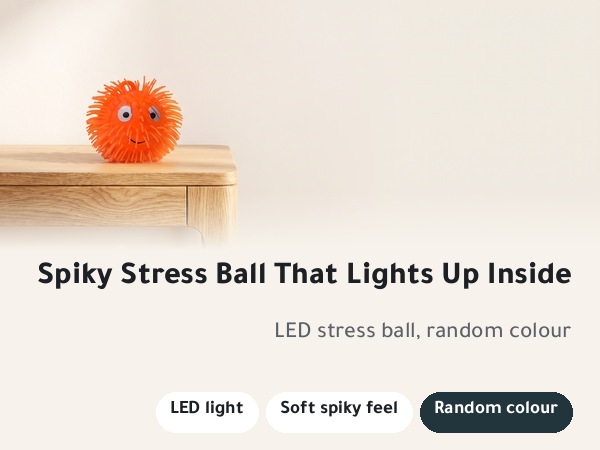 Spiky Stress Ball That Lights Up Inside
LED stress ball, random colour
LED light
Soft spiky feel
Random colour